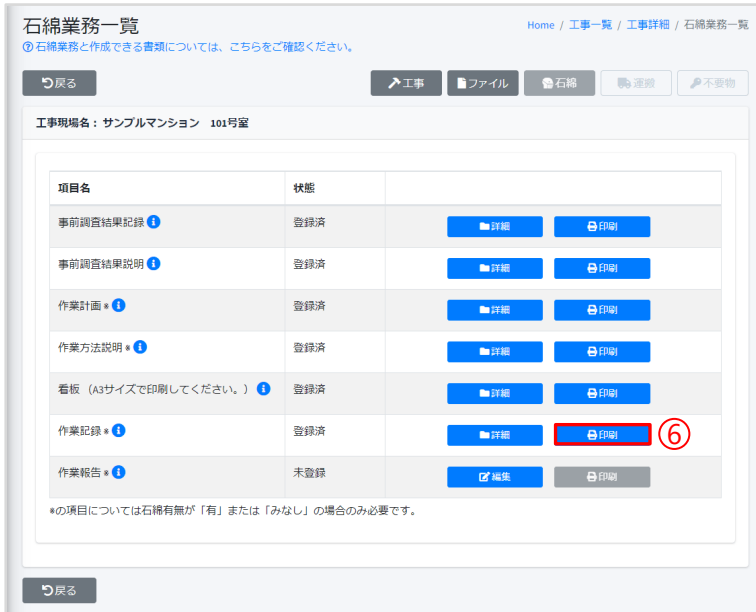 石綿業務一覧
Home / 工事一覧 / 工事詳細 / 石綿業務一覧
石綿業務と作成できる書類については、こちらをご確認ください。
戻る
工事 ファイル 石綿 運搬 不要物
工事現場名： サンプルマンション　101号室
項目名 状態
事前調査結果記録 登録済 詳細 印刷
事前調査結果説明 登録済 詳細 印刷
作業計画※ 登録済 詳細 印刷
作業方法説明※ 登録済 詳細 印刷
看板 （A3サイズで印刷してください。） 登録済 詳細 印刷
作業記録※ 登録済 詳細 印刷 ⑥
作業報告※ 未登録 編集 印刷
※の項目については石綿有無が「有」または「みなし」の場合のみ必要です。
戻る